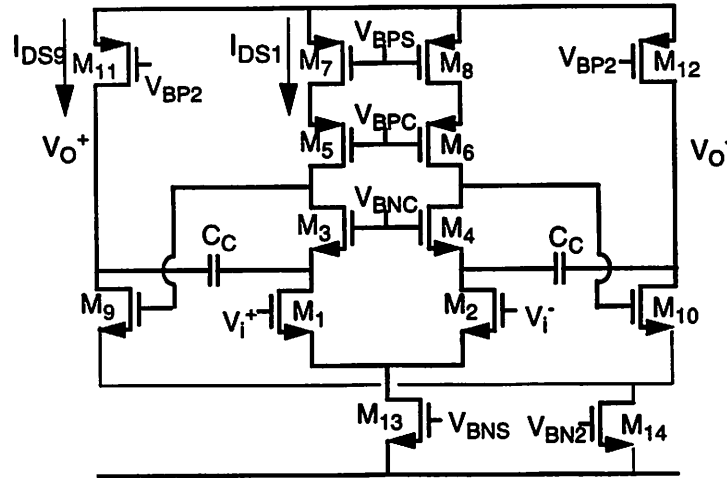 I_DS9
M_11
V_BP2
I_DS1
M_7
V_BPS
M_8
V_BP2
M_12
V_O^+
M_5
V_BPC
M_6
V_O^-
M_3
V_BNC
M_4
C_C
C_C
M_9
V_i^+
M_1
M_2
V_i^-
M_10
M_13
V_BNS
V_BN2
M_14